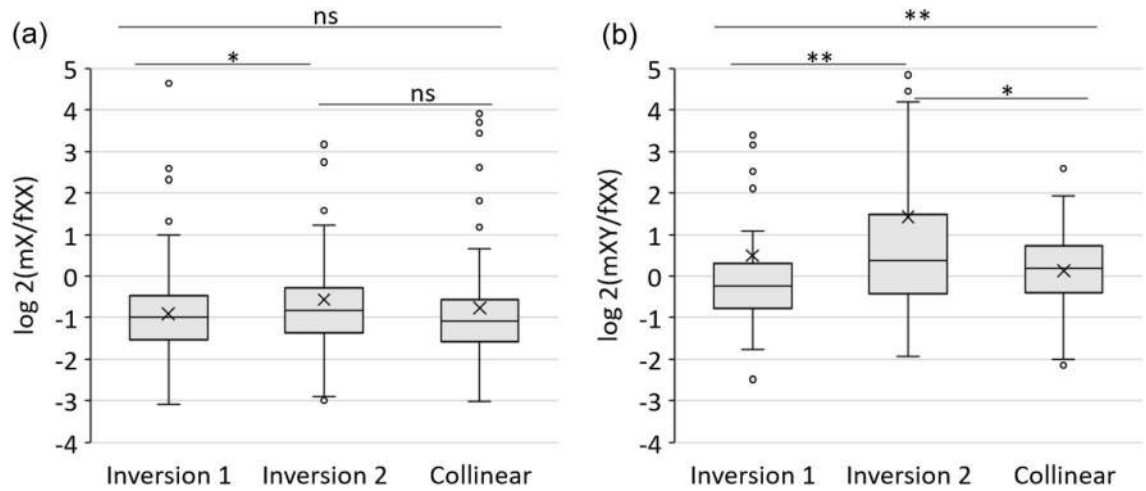 (a)
ns
*
ns
log 2(mX/fXX)
5
4
3
2
1
0
-1
-2
-3
-4
Inversion 1
Inversion 2
Collinear
(b)
**
**
*
log 2(mXY/fXX)
5
4
3
2
1
0
-1
-2
-3
-4
Inversion 1
Inversion 2
Collinear